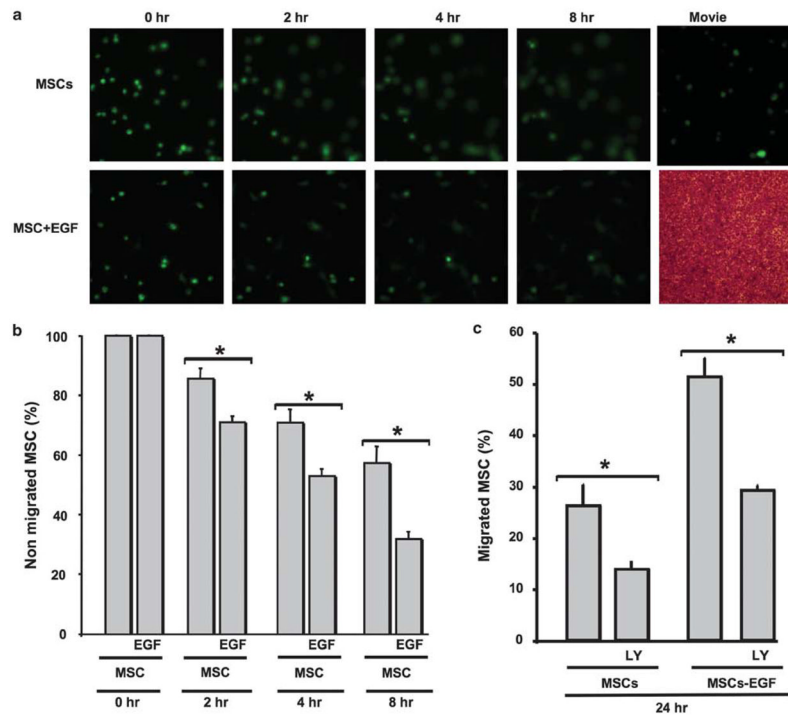 a
0 hr 2 hr 4 hr 8 hr Movie
MSCs
MSC+EGF
b
Non migrated MSC (%)
100
80
60
40
20
0
* * *
EGF EGF EGF EGF
MSC MSC MSC MSC
0 hr 2 hr 4 hr 8 hr
c
Migrated MSC (%)
60
50
40
30
20
10
0
* *
LY LY
MSCs MSCs-EGF
24 hr